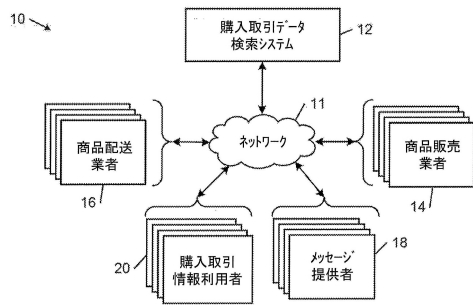 10
購入取引データ
検索システム
12
11
ネットワーク
商品配送
業者
16
商品販売
業者
14
20
購入取引
情報利用者
メッセージ
提供者
18